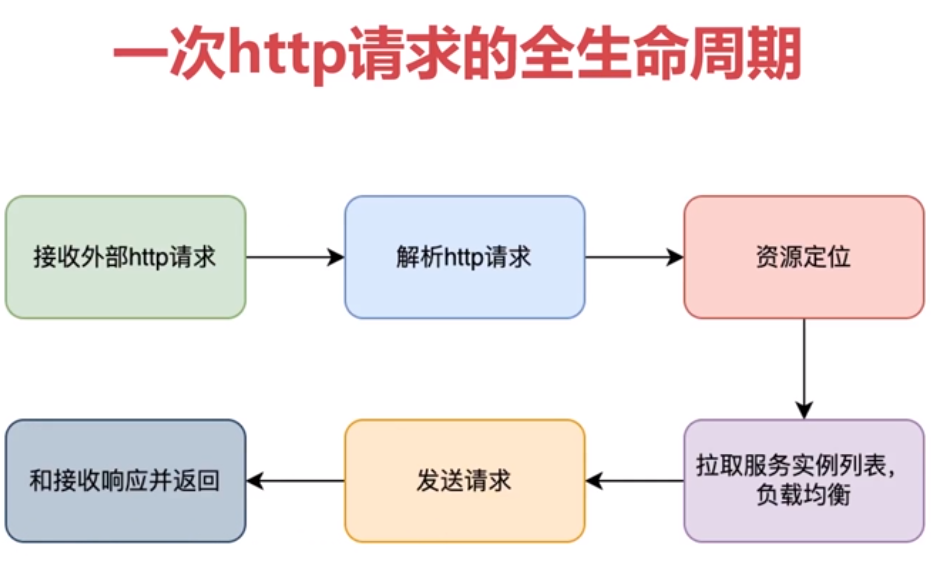 一次http请求的全生命周期
接收外部http请求
解析http请求
资源定位
拉取服务实例列表，
负载均衡
发送请求
和接收响应并返回